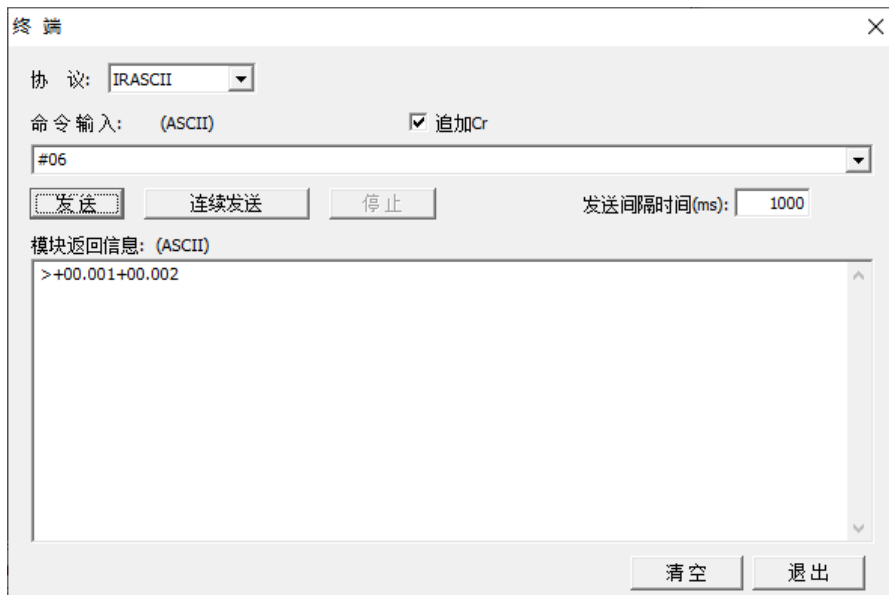 终 端
协 议: IRASCII
命令输入: (ASCII) 追加Cr
#06
发送 连续发送 停止 发送间隔时间(ms): 1000
模块返回信息: (ASCII)
>+00.001+00.002
清空 退出